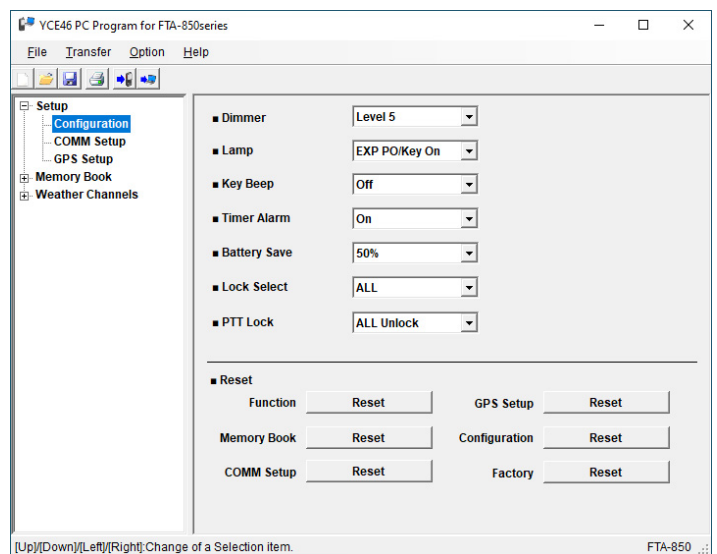 YCE46 PC Program for FTA-850series
File Transfer Option Help
Setup
Configuration
COMM Setup
GPS Setup
Memory Book
Weather Channels
Dimmer Level 5
Lamp EXP PO/Key On
Key Beep Off
Timer Alarm On
Battery Save 50%
Lock Select ALL
PTT Lock ALL Unlock
Reset
Function Reset GPS Setup Reset
Memory Book Reset Configuration Reset
COMM Setup Reset Factory Reset
[Up]/[Down]/[Left]/[Right]:Change of a Selection item. FTA-850